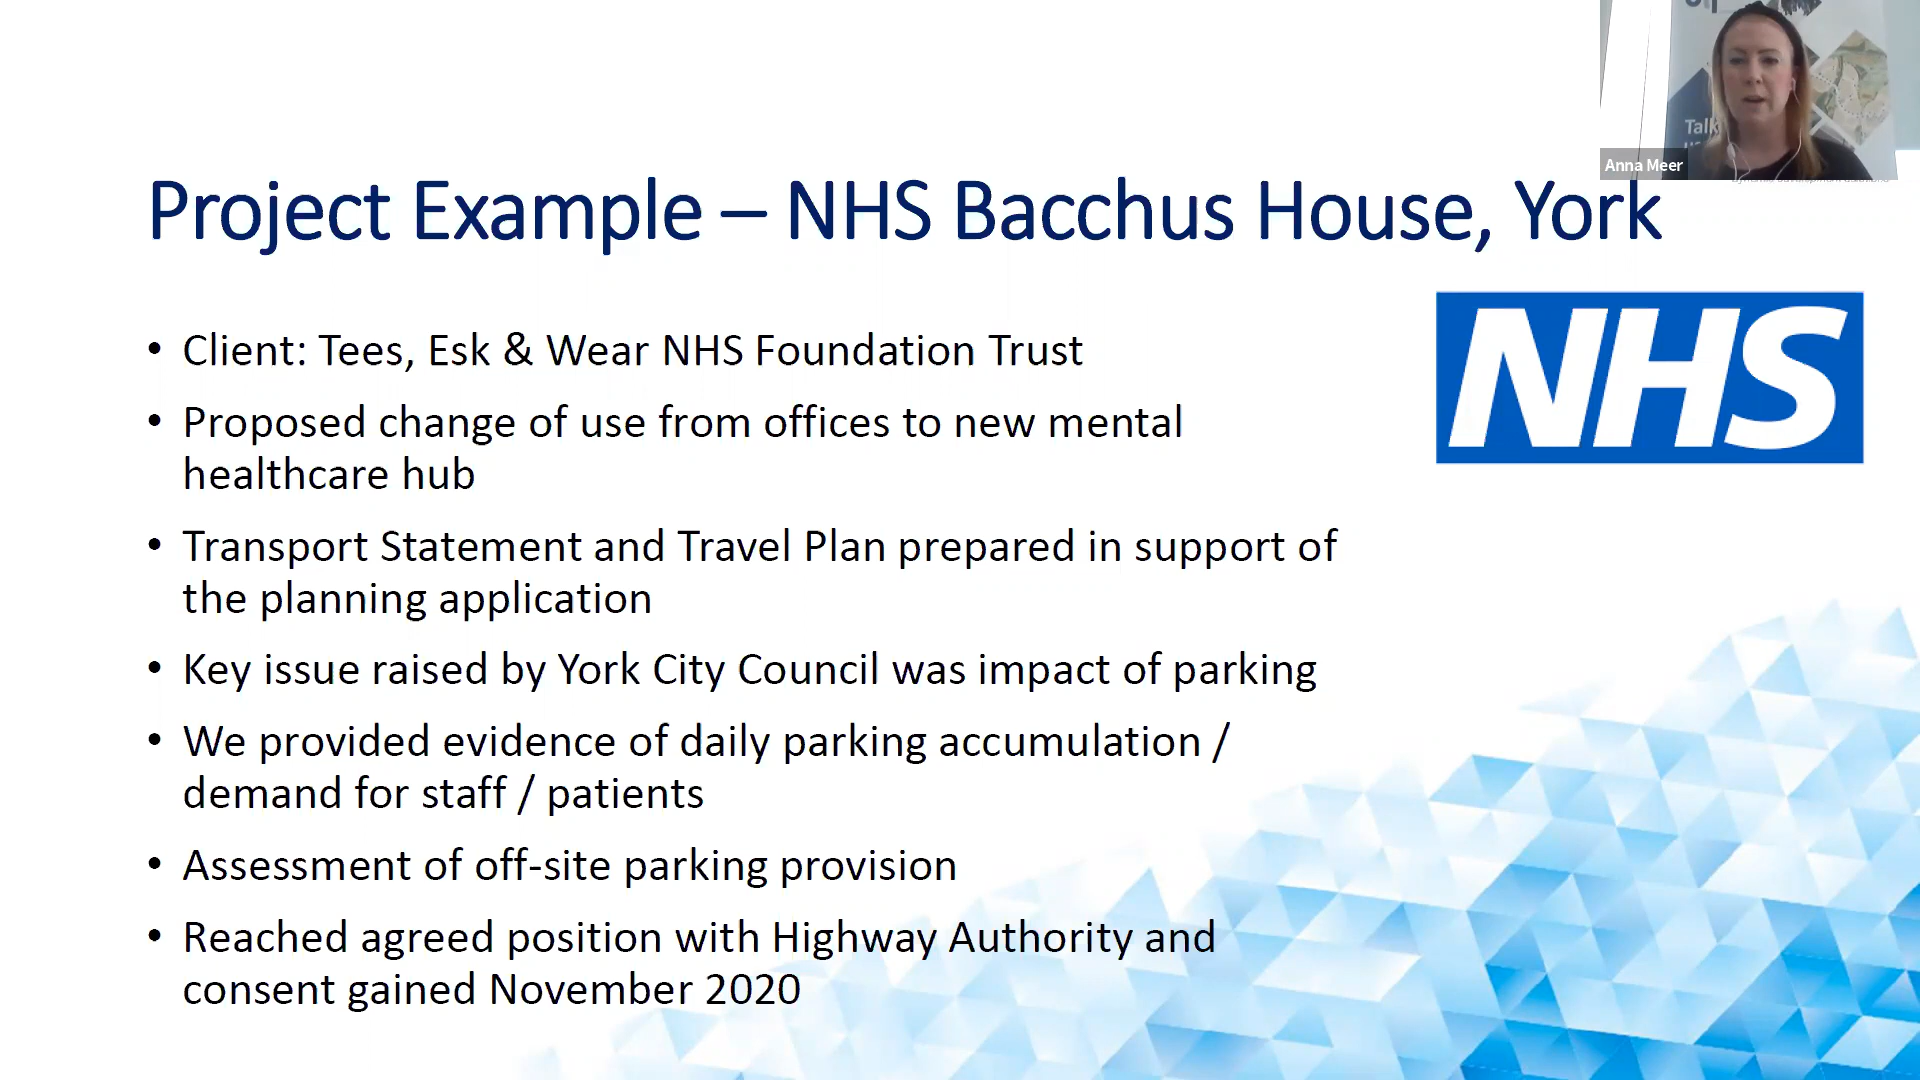 Talk
Anna Meer
Project Example – NHS Bacchus House, York
NHS
• Client: Tees, Esk & Wear NHS Foundation Trust
• Proposed change of use from offices to new mental
healthcare hub
• Transport Statement and Travel Plan prepared in support of
the planning application
• Key issue raised by York City Council was impact of parking
• We provided evidence of daily parking accumulation /
demand for staff / patients
• Assessment of off-site parking provision
• Reached agreed position with Highway Authority and
consent gained November 2020